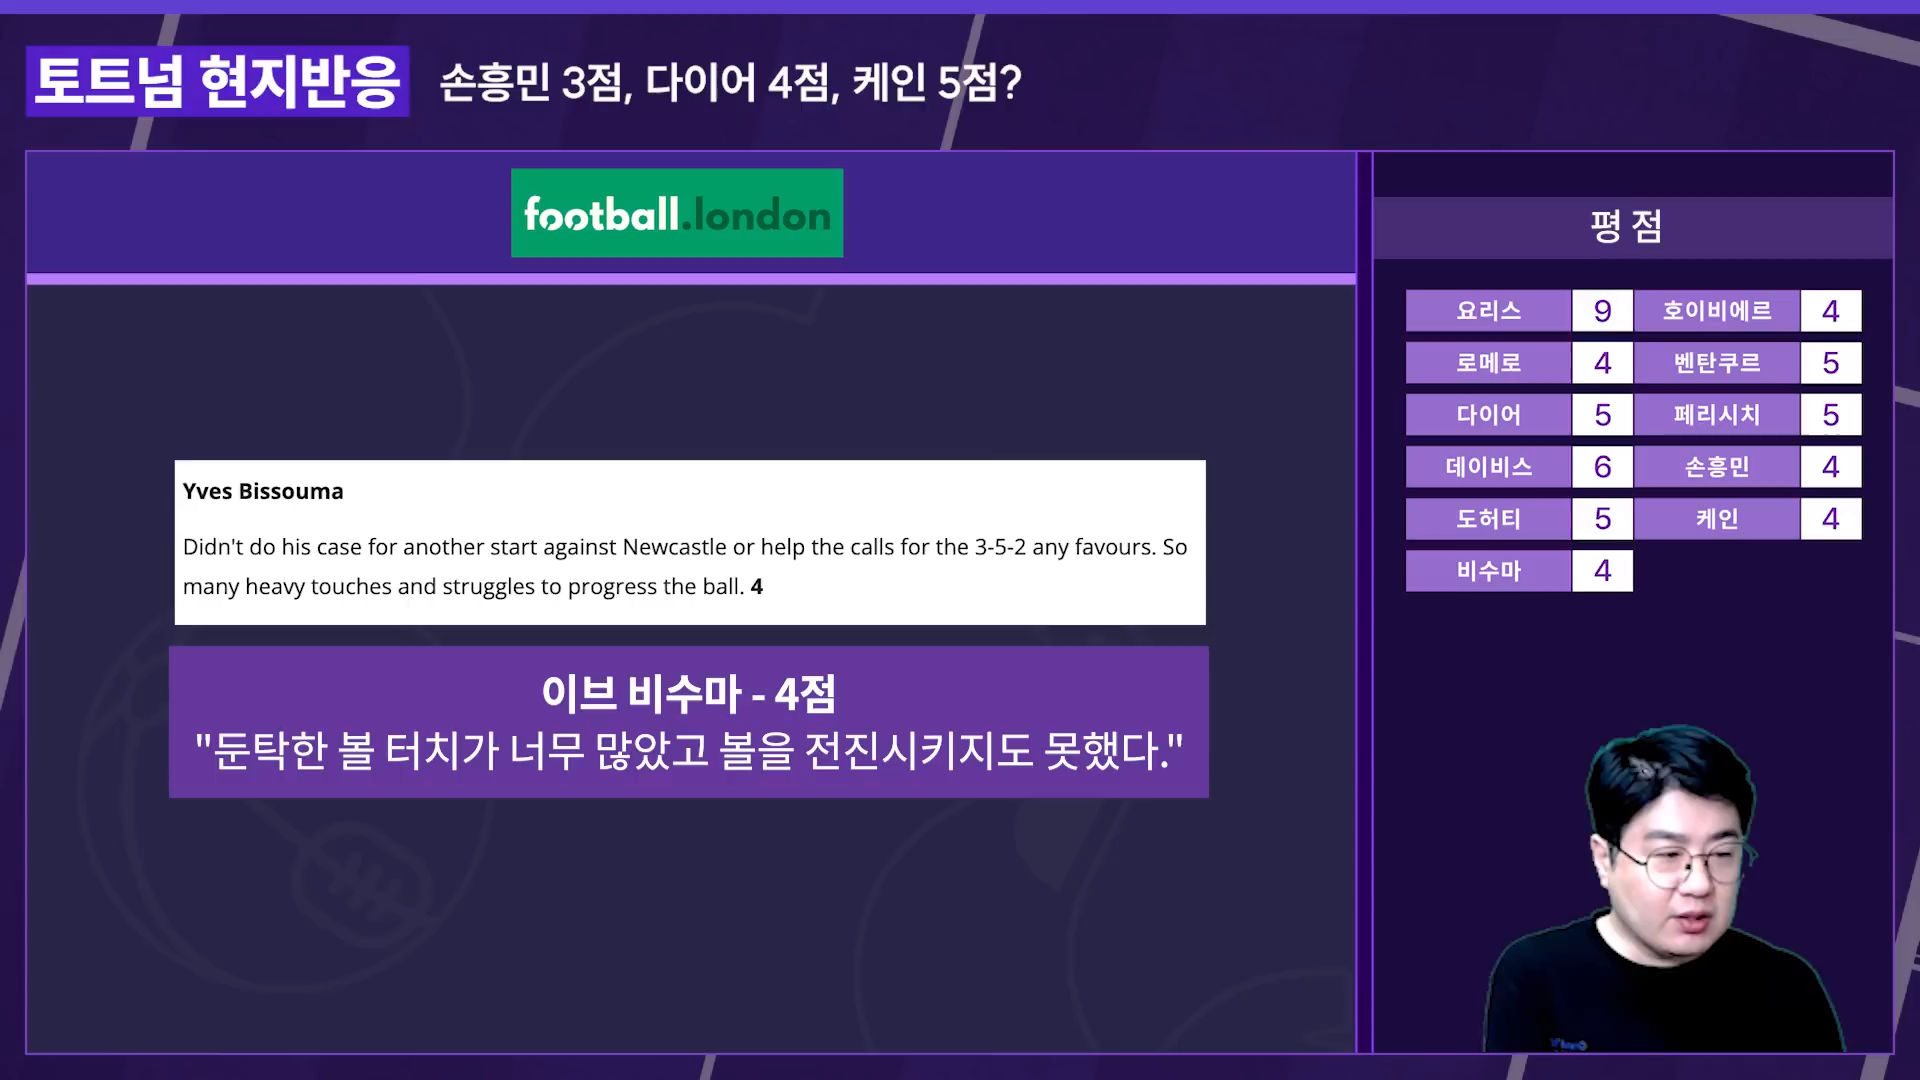 토트넘 현지반응
손흥민 3점, 다이어 4점, 케인 5점?
football.london
Yves Bissouma
Didn't do his case for another start against Newcastle or help the calls for the 3-5-2 any favours. So
many heavy touches and struggles to progress the ball. 4
이브 비수마 - 4점
"둔탁한 볼 터치가 너무 많았고 볼을 전진시키지도 못했다."
평 점
요리스 9 호이비에르 4
로메로 4 벤탄쿠르 5
다이어 5 페리시치 5
데이비스 6 손흥민 4
도허티 5 케인 4
비수마 4